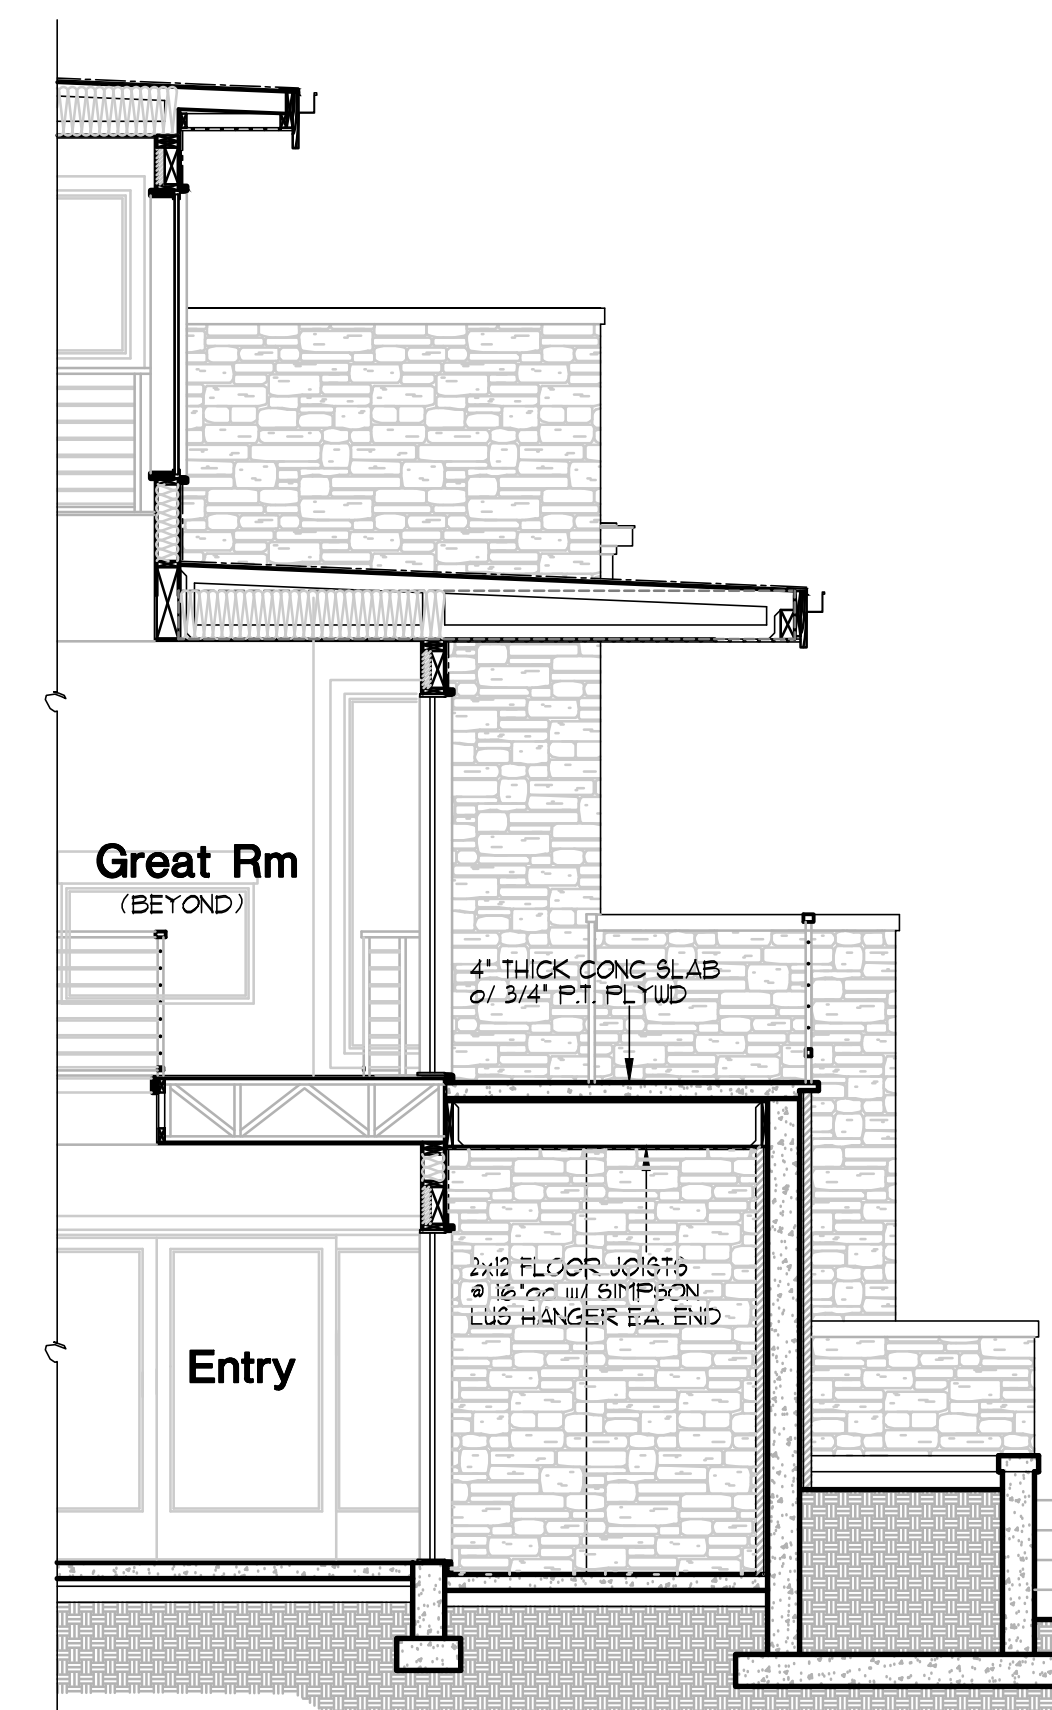 Great Rm
(BEYOND)
4" THICK CONC SLAB
o/ 3/4" P.T. PLYWD
2x12 FLOOR JOISTS
@ 16"oc w/ SIMPSON
LUS HANGER EA. END
Entry